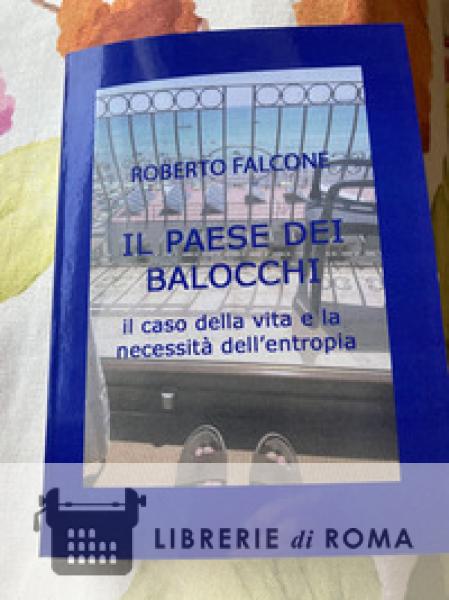 ROBERTO FALCONE
IL PAESE DEI
BALOCCHI
il caso della vita e la
necessità dell'entropia
LIBRERIE di ROMA